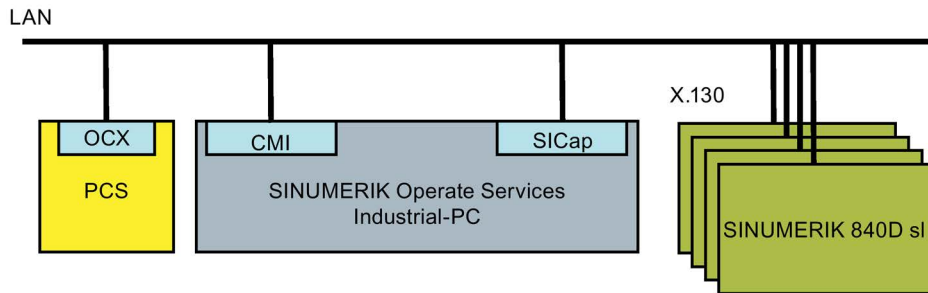 LAN
X.130
OCX
CMI
SICap
PCS
SINUMERIK Operate Services
Industrial-PC
SINUMERIK 840D sl